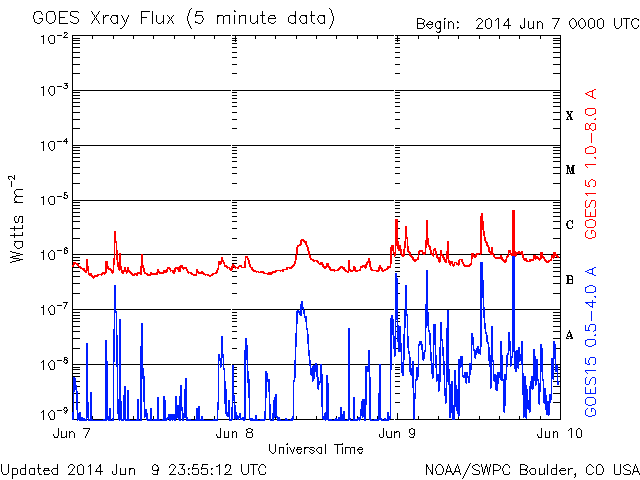 GOES Xray Flux (5 minute data)
Begin: 2014 Jun 7 0000 UTC
10⁻²
10⁻³
10⁻⁴
10⁻⁵
10⁻⁶
10⁻⁷
10⁻⁸
10⁻⁹
Watts m⁻²
X
M
C
B
A
GOES15 1.0-8.0 A
GOES15 0.5-4.0 A
Jun 7
Jun 8
Jun 9
Jun 10
Universal Time
Updated 2014 Jun 9 23:55:12 UTC
NOAA/SWPC Boulder, CO USA